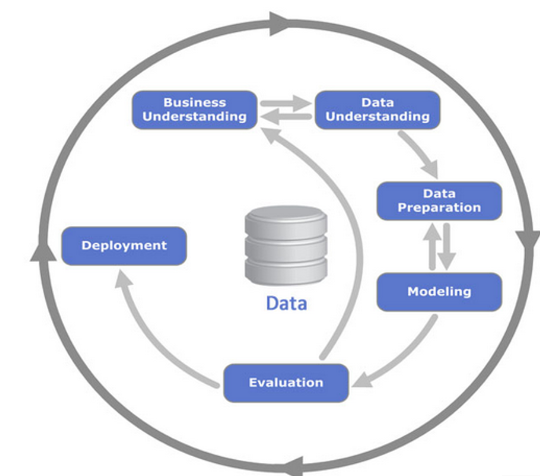 Business
Understanding
Data
Understanding
Data
Preparation
Deployment
Modeling
Data
Evaluation